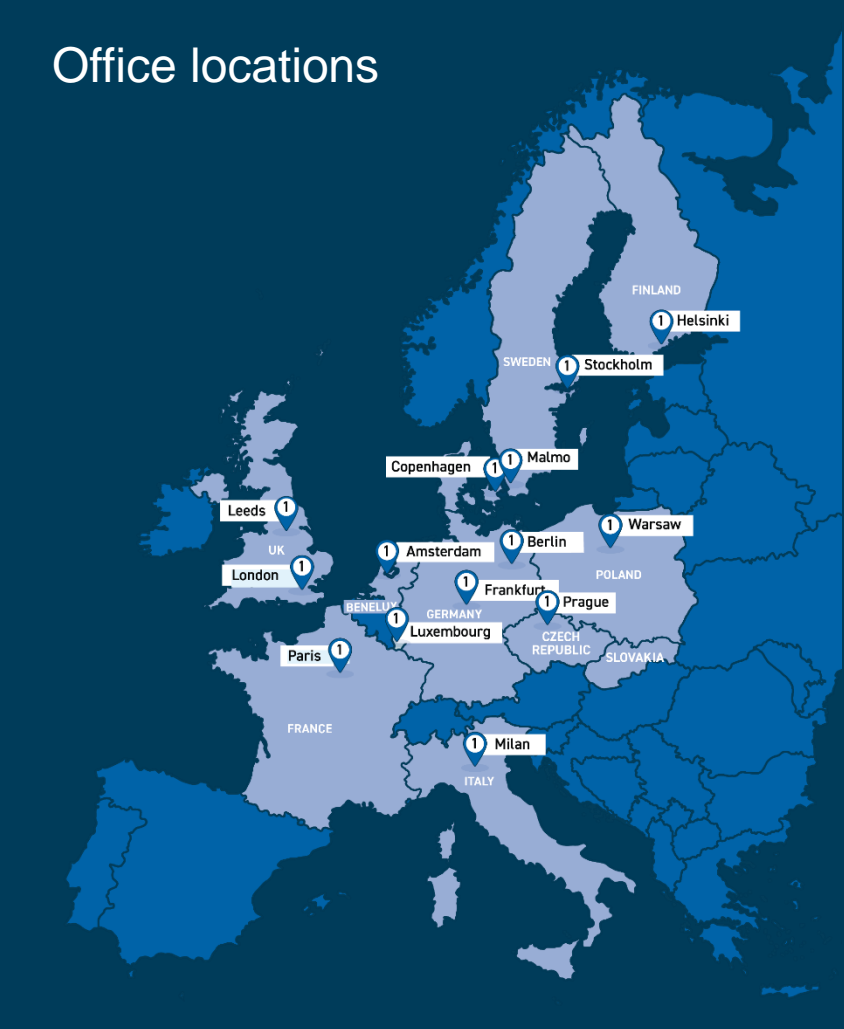 Office locations
FINLAND
1 Helsinki
SWEDEN
1 Stockholm
Copenhagen 1
1 Malmo
Leeds 1
1 Warsaw
1 Berlin
UK
1 Amsterdam
London 1
POLAND
1 Frankfurt
1 Prague
BENELUX
GERMANY
1 Luxembourg
CZECH
REPUBLIC
SLOVAKIA
Paris 1
FRANCE
1 Milan
ITALY